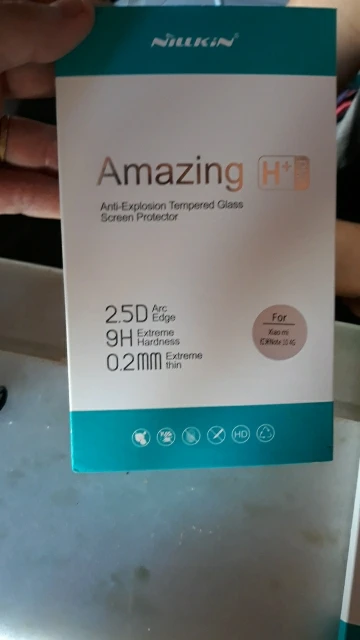 NILLKIN
Amazing H+
Anti-Explosion Tempered Glass
Screen Protector
2.5D Arc Edge
9H Extreme Hardness
0.2mm Extreme thin
For
Xiaomi
HD